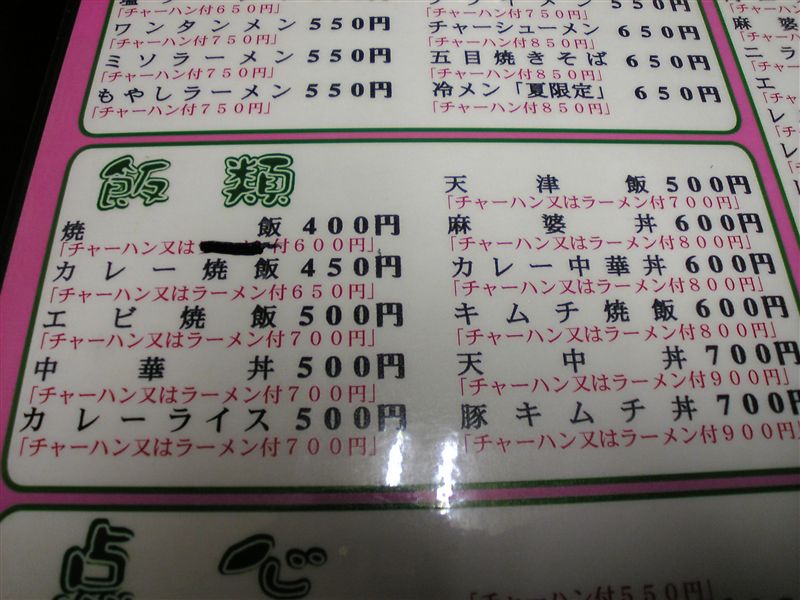 ワンタンメン 550円
「チャーハン付750円」
ミソラーメン 550円
「チャーハン付750円」
もやしラーメン 550円
「チャーハン付750円」
550円
「チャーハン付750円」
チャーシューメン 650円
「チャーハン付850円」
五目焼きそば 650円
「チャーハン付850円」
冷メン「夏限定」 650円
「チャーハン付850円」
麻婆
飯類
焼飯 400円
「チャーハン又は 付600円」
カレー焼飯 450円
「チャーハン又はラーメン付650円」
エビ焼飯 500円
「チャーハン又はラーメン付700円」
中華丼 500円
「チャーハン又はラーメン付700円」
カレーライス 500円
「チャーハン又はラーメン付700円」
天津飯 500円
「チャーハン又はラーメン付700円」
麻婆丼 600円
「チャーハン又はラーメン付800円」
カレー中華丼 600円
「チャーハン又はラーメン付800円」
キムチ焼飯 600円
「チャーハン又はラーメン付800円」
天中丼 700円
「チャーハン又はラーメン付900円」
豚キムチ丼 700円
「チャーハン又はラーメン付900円
点心
「チャーハン付550円」